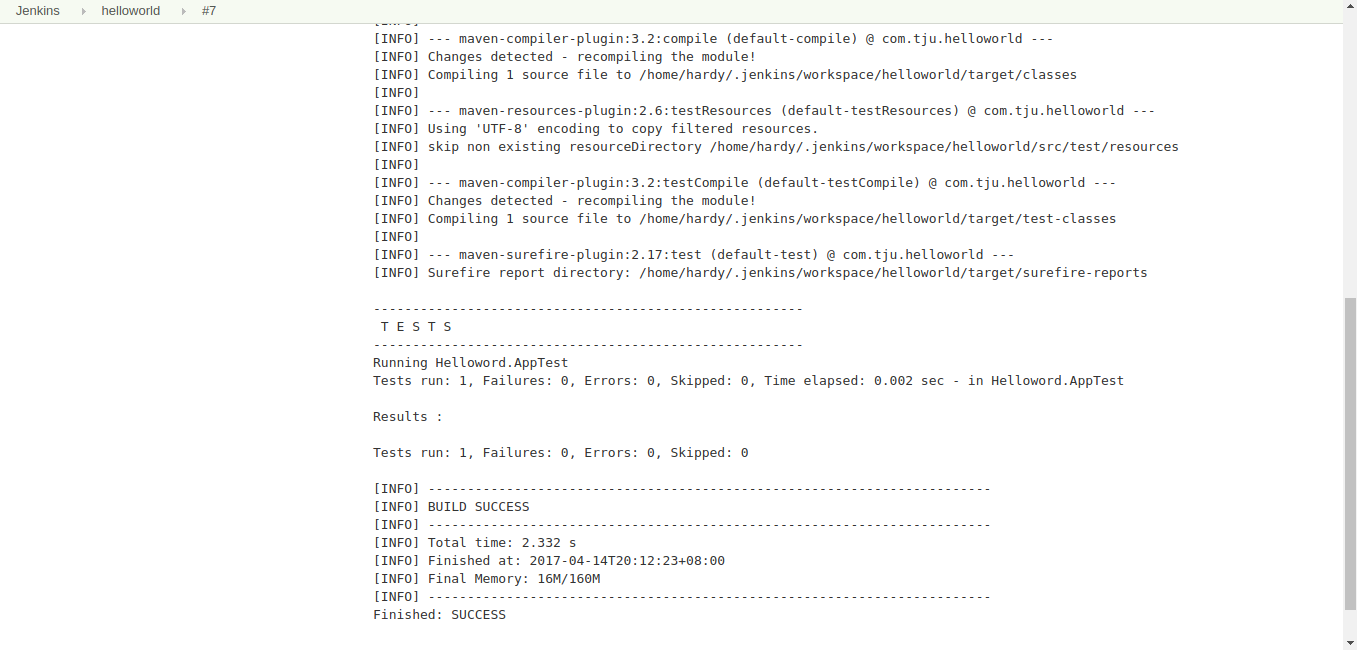 Jenkins helloworld #7
[INFO]
[INFO] --- maven-compiler-plugin:3.2:compile (default-compile) @ com.tju.helloworld ---
[INFO] Changes detected - recompiling the module!
[INFO] Compiling 1 source file to /home/hardy/.jenkins/workspace/helloworld/target/classes
[INFO]
[INFO] --- maven-resources-plugin:2.6:testResources (default-testResources) @ com.tju.helloworld ---
[INFO] Using 'UTF-8' encoding to copy filtered resources.
[INFO] skip non existing resourceDirectory /home/hardy/.jenkins/workspace/helloworld/src/test/resources
[INFO]
[INFO] --- maven-compiler-plugin:3.2:testCompile (default-testCompile) @ com.tju.helloworld ---
[INFO] Changes detected - recompiling the module!
[INFO] Compiling 1 source file to /home/hardy/.jenkins/workspace/helloworld/target/test-classes
[INFO]
[INFO] --- maven-surefire-plugin:2.17:test (default-test) @ com.tju.helloworld ---
[INFO] Surefire report directory: /home/hardy/.jenkins/workspace/helloworld/target/surefire-reports
-------------------------------------------------------
 T E S T S
-------------------------------------------------------
Running Helloword.AppTest
Tests run: 1, Failures: 0, Errors: 0, Skipped: 0, Time elapsed: 0.002 sec - in Helloword.AppTest
Results :
Tests run: 1, Failures: 0, Errors: 0, Skipped: 0
[INFO] ------------------------------------------------------------------------
[INFO] BUILD SUCCESS
[INFO] ------------------------------------------------------------------------
[INFO] Total time: 2.332 s
[INFO] Finished at: 2017-04-14T20:12:23+08:00
[INFO] Final Memory: 16M/160M
[INFO] ------------------------------------------------------------------------
Finished: SUCCESS